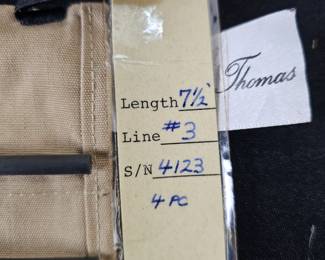 Thomas
Length 7½'
Line #3
S/N 4123
4 PC